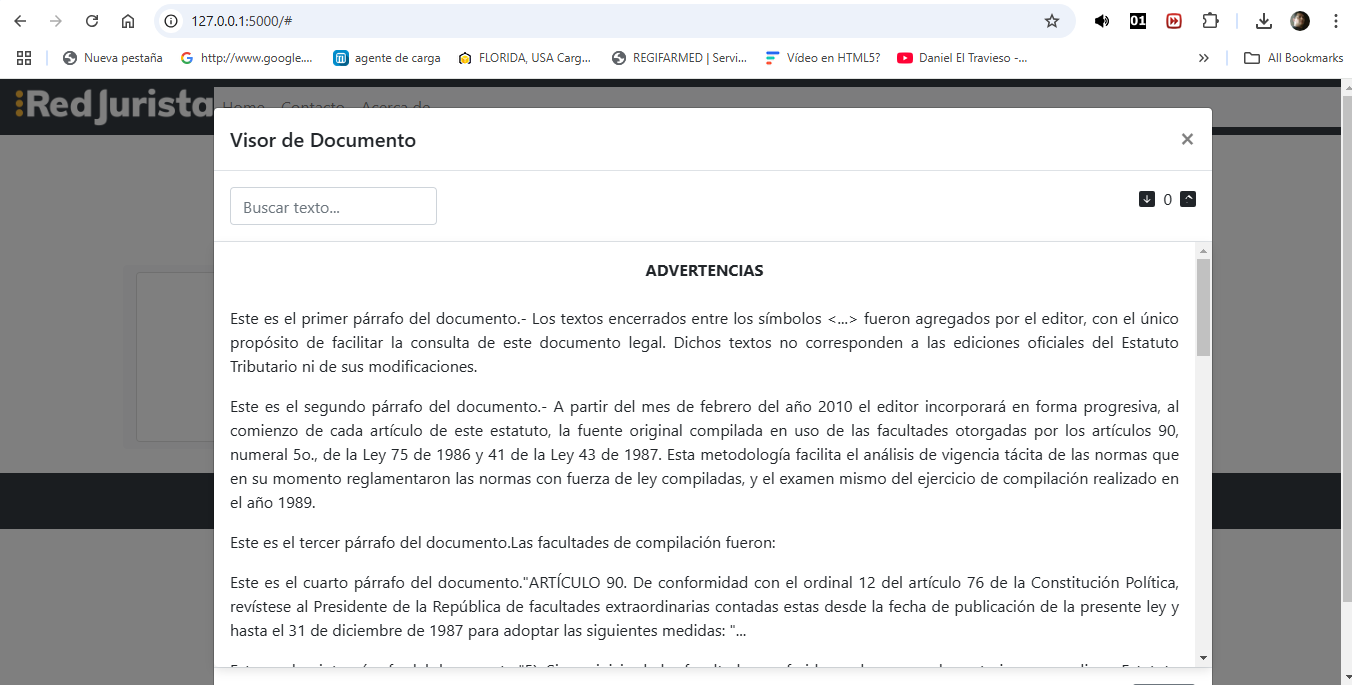 127.0.0.1:5000/#
01
Nueva pestaña
http://www.google....
agente de carga
FLORIDA, USA Carg...
REGIFARMED | Servi...
Vídeo en HTML5?
Daniel El Travieso -...
»
All Bookmarks
RedJurista
Home Contacto Acerca de
Visor de Documento
×
Buscar texto...
0
ADVERTENCIAS
Este es el primer párrafo del documento.- Los textos encerrados entre los símbolos <...> fueron agregados por el editor, con el único
propósito de facilitar la consulta de este documento legal. Dichos textos no corresponden a las ediciones oficiales del Estatuto
Tributario ni de sus modificaciones.
Este es el segundo párrafo del documento.- A partir del mes de febrero del año 2010 el editor incorporará en forma progresiva, al
comienzo de cada artículo de este estatuto, la fuente original compilada en uso de las facultades otorgadas por los artículos 90,
numeral 5o., de la Ley 75 de 1986 y 41 de la Ley 43 de 1987. Esta metodología facilita el análisis de vigencia tácita de las normas que
en su momento reglamentaron las normas con fuerza de ley compiladas, y el examen mismo del ejercicio de compilación realizado en
el año 1989.
Este es el tercer párrafo del documento.Las facultades de compilación fueron:
Este es el cuarto párrafo del documento."ARTÍCULO 90. De conformidad con el ordinal 12 del artículo 76 de la Constitución Política,
revístese al Presidente de la República de facultades extraordinarias contadas estas desde la fecha de publicación de la presente ley y
hasta el 31 de diciembre de 1987 para adoptar las siguientes medidas: "...